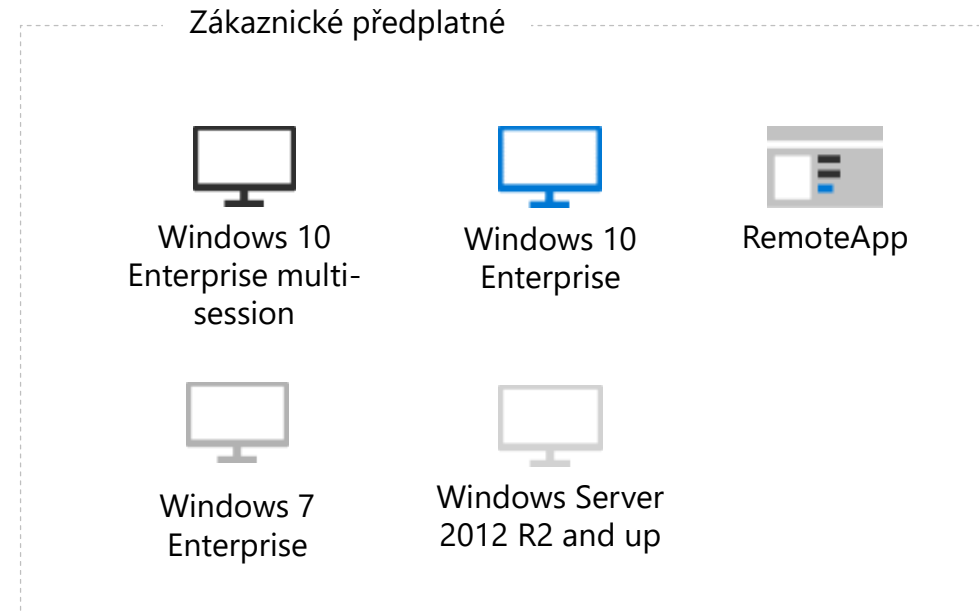 Zákaznické předplatné
Windows 10
Enterprise multi-
session
Windows 10
Enterprise
RemoteApp
Windows 7
Enterprise
Windows Server
2012 R2 and up